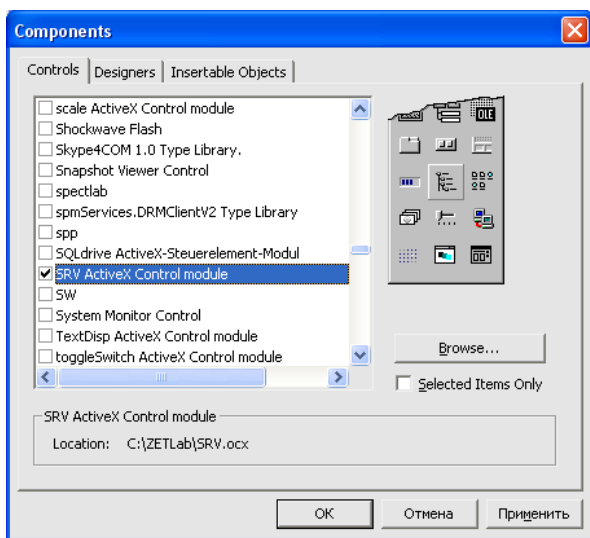 Components
Controls
Designers
Insertable Objects
scale ActiveX Control module
Shockwave Flash
Skype4COM 1.0 Type Library.
Snapshot Viewer Control
spectlab
spmServices.DRMClientV2 Type Library
spp
SQLdrive ActiveX-Steuerelement-Modul
SRV ActiveX Control module
SW
System Monitor Control
TextDisp ActiveX Control module
toggleSwitch ActiveX Control module
OLE
Browse...
Selected Items Only
SRV ActiveX Control module
Location: C:\ZETLab\SRV.ocx
OK
Отмена
Применить